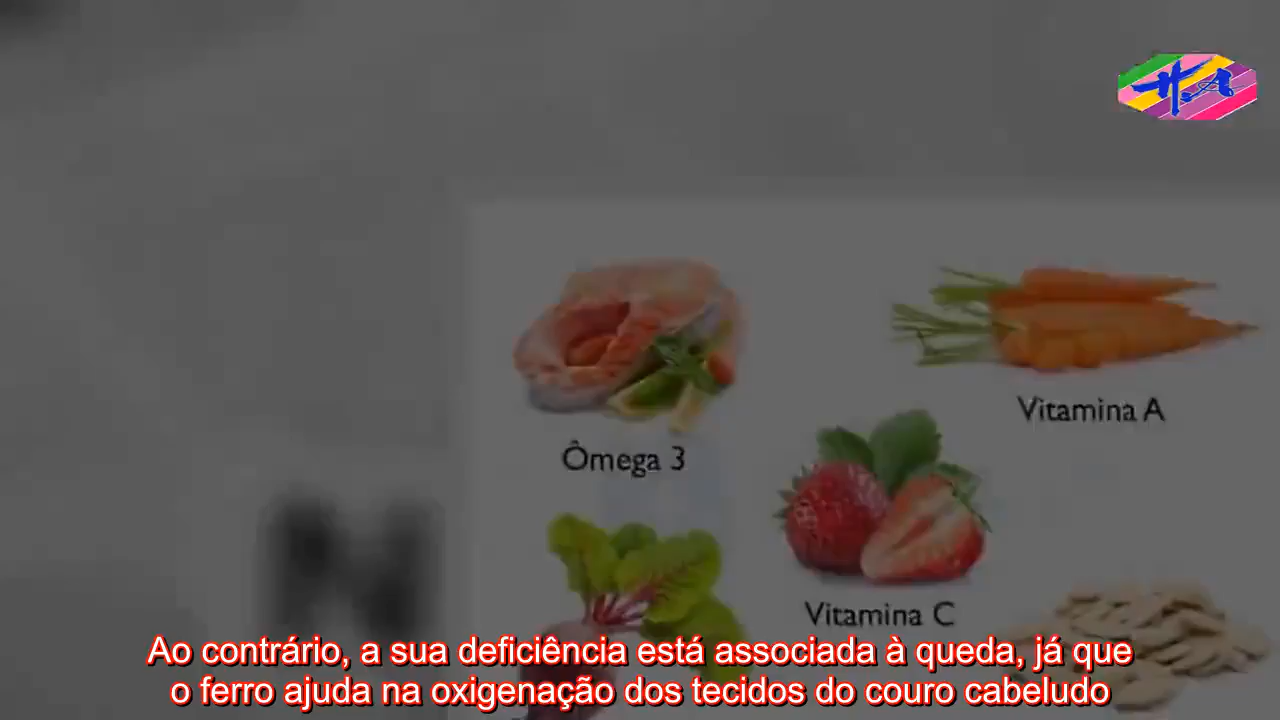 H.A
Ômega 3
Vitamina A
Vitamina C
Ao contrário, a sua deficiência está associada à queda, já que
o ferro ajuda na oxigenação dos tecidos do couro cabeludo